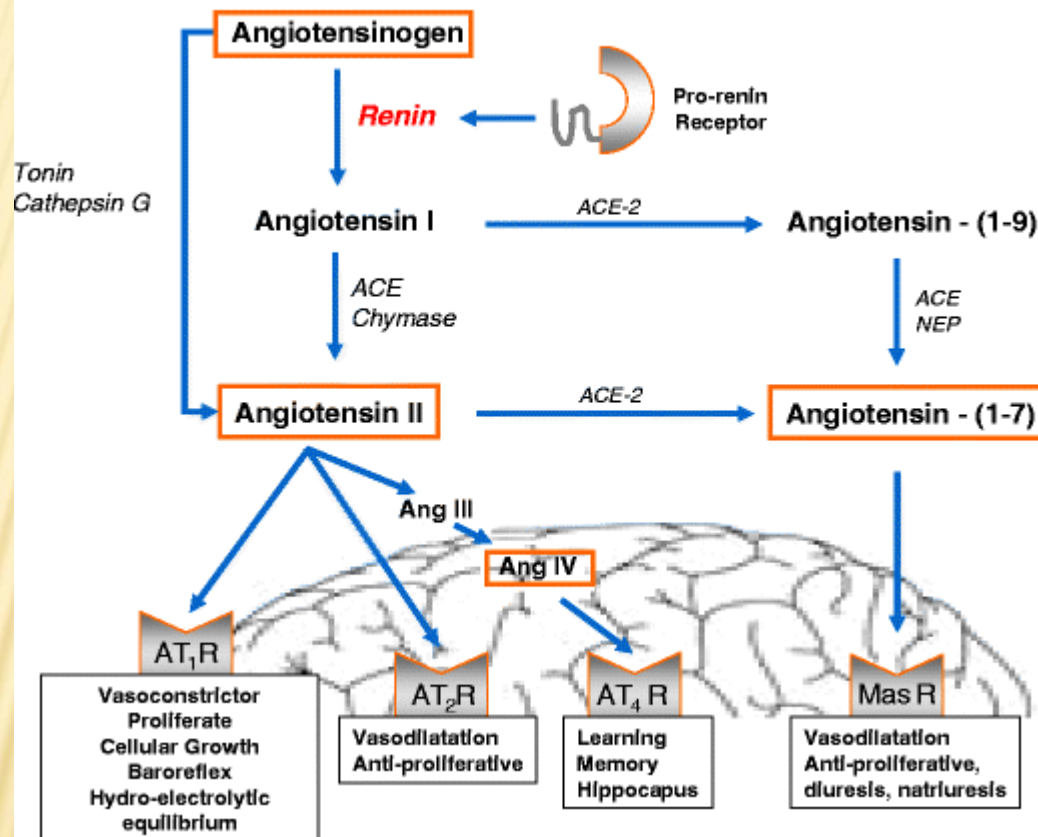 Angiotensinogen
Renin
Pro-renin
Receptor
Tonin
Cathepsin G
Angiotensin I
ACE-2
Angiotensin - (1-9)
ACE
Chymase
ACE
NEP
Angiotensin II
ACE-2
Angiotensin - (1-7)
Ang III
Ang IV
AT₁R
AT₂R
AT₄R
Mas R
Vasoconstrictor
Proliferate
Cellular Growth
Baroreflex
Hydro-electrolytic
equilibrium
Vasodilatation
Anti-proliferative
Learning
Memory
Hippocapus
Vasodilatation
Anti-proliferative,
diuresis, natriuresis